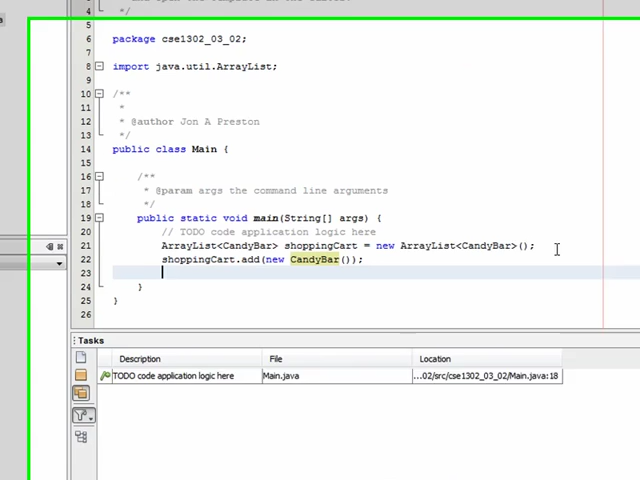 4 */
5
6 package cse1302_03_02;
7
8 import java.util.ArrayList;
9
10 /**
11 *
12 * @author Jon A Preston
13 */
14 public class Main {
15
16 /**
17 * @param args the command line arguments
18 */
19 public static void main(String[] args) {
20 // TODO code application logic here
21 ArrayList<CandyBar> shoppingCart = new ArrayList<CandyBar>();
22 shoppingCart.add(new CandyBar());
23
24 }
25 }
26
Tasks
Description File Location
TODO code application logic here Main.java ...02/src/cse1302_03_02/Main.java:18